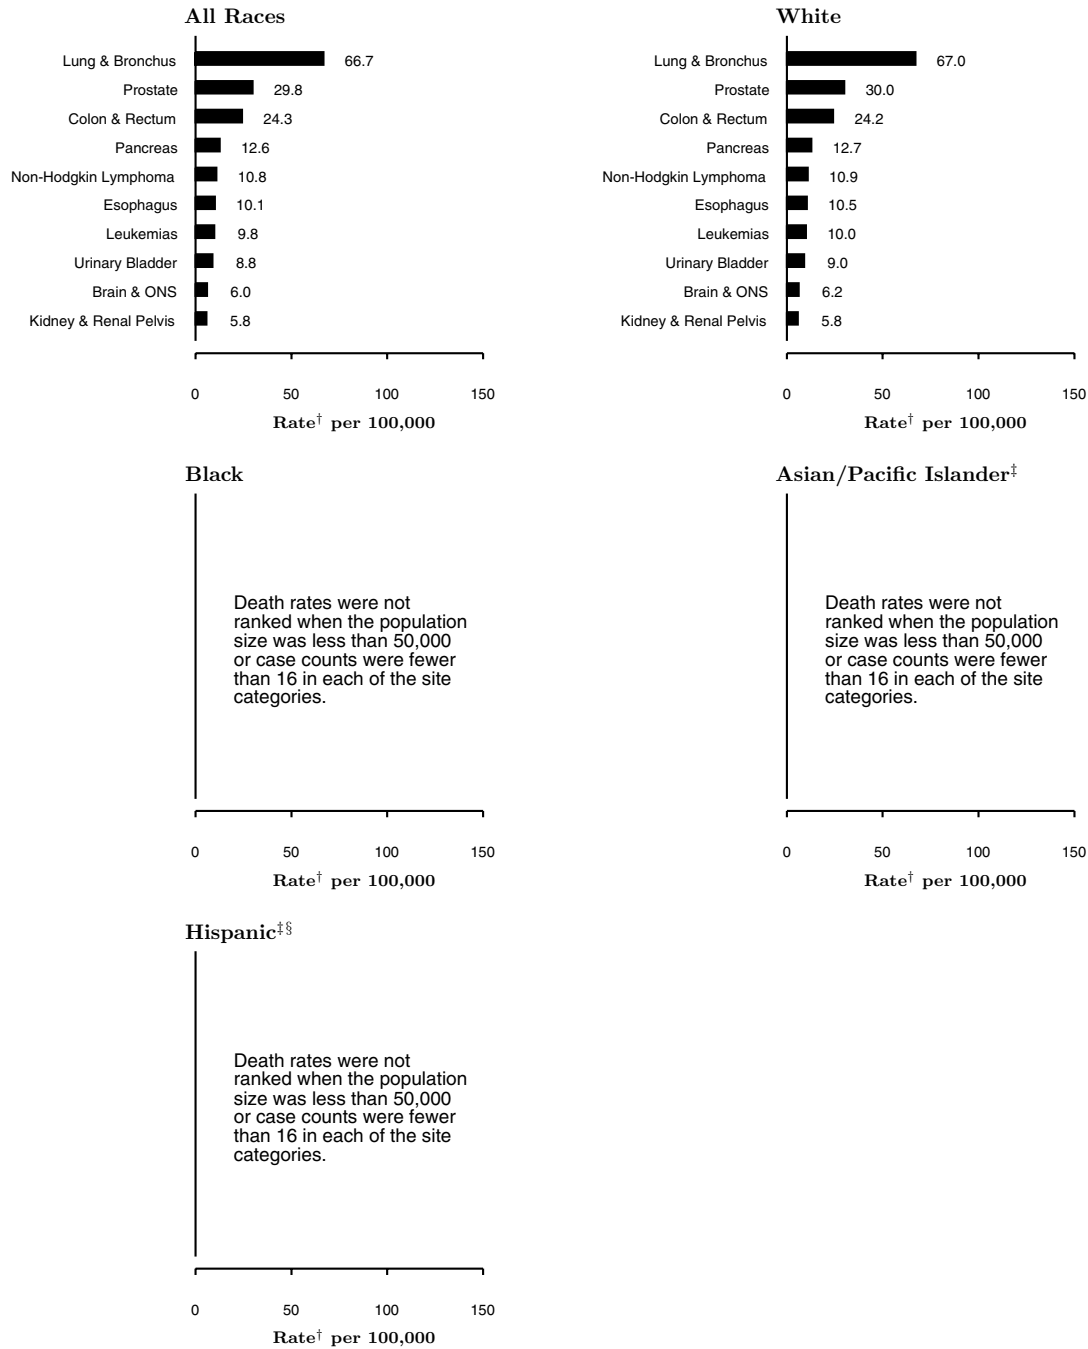 All Races
Lung & Bronchus 66.7
Prostate 29.8
Colon & Rectum 24.3
Pancreas 12.6
Non-Hodgkin Lymphoma 10.8
Esophagus 10.1
Leukemias 9.8
Urinary Bladder 8.8
Brain & ONS 6.0
Kidney & Renal Pelvis 5.8
0 50 100 150
Rate† per 100,000
White
Lung & Bronchus 67.0
Prostate 30.0
Colon & Rectum 24.2
Pancreas 12.7
Non-Hodgkin Lymphoma 10.9
Esophagus 10.5
Leukemias 10.0
Urinary Bladder 9.0
Brain & ONS 6.2
Kidney & Renal Pelvis 5.8
0 50 100 150
Rate† per 100,000
Black
Death rates were not
ranked when the population
size was less than 50,000
or case counts were fewer
than 16 in each of the site
categories.
0 50 100 150
Rate† per 100,000
Asian/Pacific Islander‡
Death rates were not
ranked when the population
size was less than 50,000
or case counts were fewer
than 16 in each of the site
categories.
0 50 100 150
Rate† per 100,000
Hispanic‡§
Death rates were not
ranked when the population
size was less than 50,000
or case counts were fewer
than 16 in each of the site
categories.
0 50 100 150
Rate† per 100,000